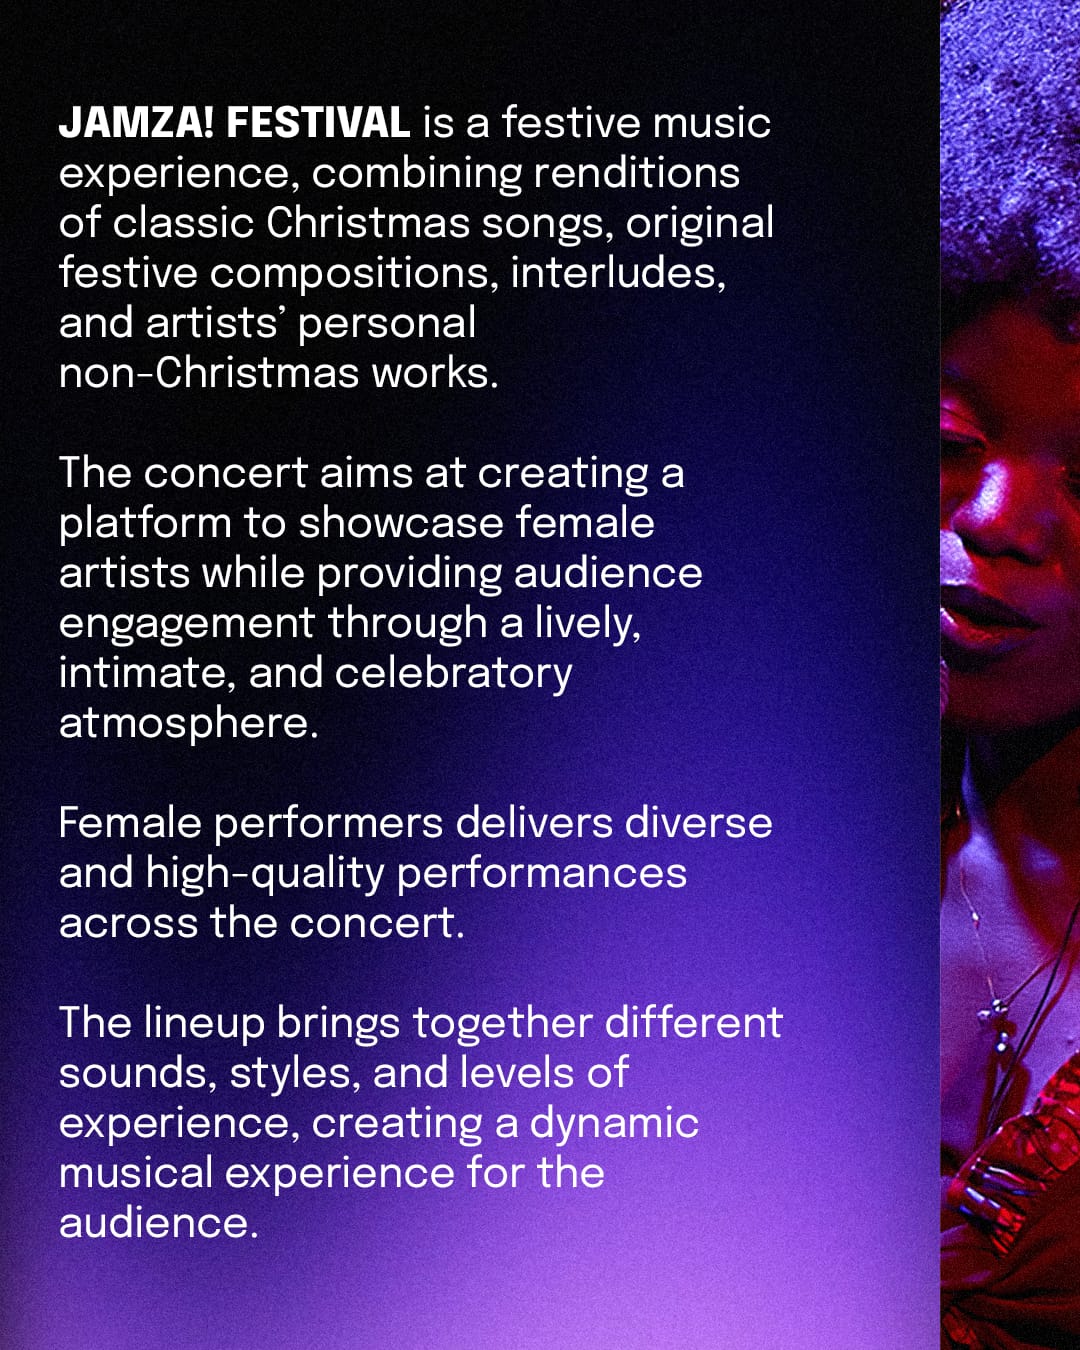 JAMZA! FESTIVAL is a festive music
experience, combining renditions
of classic Christmas songs, original
festive compositions, interludes,
and artists’ personal
non-Christmas works.
The concert aims at creating a
platform to showcase female
artists while providing audience
engagement through a lively,
intimate, and celebratory
atmosphere.
Female performers delivers diverse
and high-quality performances
across the concert.
The lineup brings together different
sounds, styles, and levels of
experience, creating a dynamic
musical experience for the
audience.